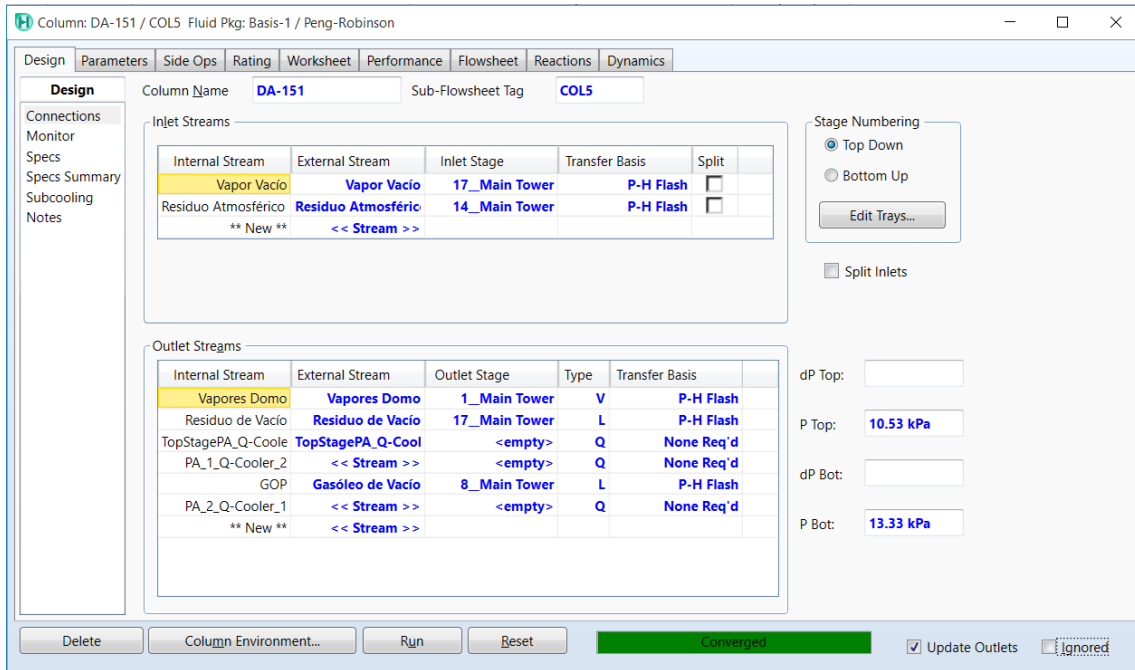 Column: DA-151 / COL5 Fluid Pkg: Basis-1 / Peng-Robinson
Design Parameters Side Ops Rating Worksheet Performance Flowsheet Reactions Dynamics
Design
Connections
Monitor
Specs
Specs Summary
Subcooling
Notes
Column Name DA-151 Sub-Flowsheet Tag COL5
Inlet Streams
Internal Stream External Stream Inlet Stage Transfer Basis Split
Vapor Vacío Vapor Vacío 17__Main Tower P-H Flash
Residuo Atmosférico Residuo Atmosféric 14__Main Tower P-H Flash
** New ** << Stream >>
Stage Numbering
Top Down
Bottom Up
Edit Trays...
Split Inlets
Outlet Streams
Internal Stream External Stream Outlet Stage Type Transfer Basis
Vapores Domo Vapores Domo 1__Main Tower V P-H Flash
Residuo de Vacío Residuo de Vacío 17__Main Tower L P-H Flash
TopStagePA_Q-Coole TopStagePA_Q-Cool <empty> Q None Req'd
PA_1_Q-Cooler_2 << Stream >> <empty> Q None Req'd
GOP Gasóleo de Vacío 8__Main Tower L P-H Flash
PA_2_Q-Cooler_1 << Stream >> <empty> Q None Req'd
** New ** << Stream >>
dP Top:
P Top: 10.53 kPa
dP Bot:
P Bot: 13.33 kPa
Delete Column Environment... Run Reset Converged Update Outlets Ignored